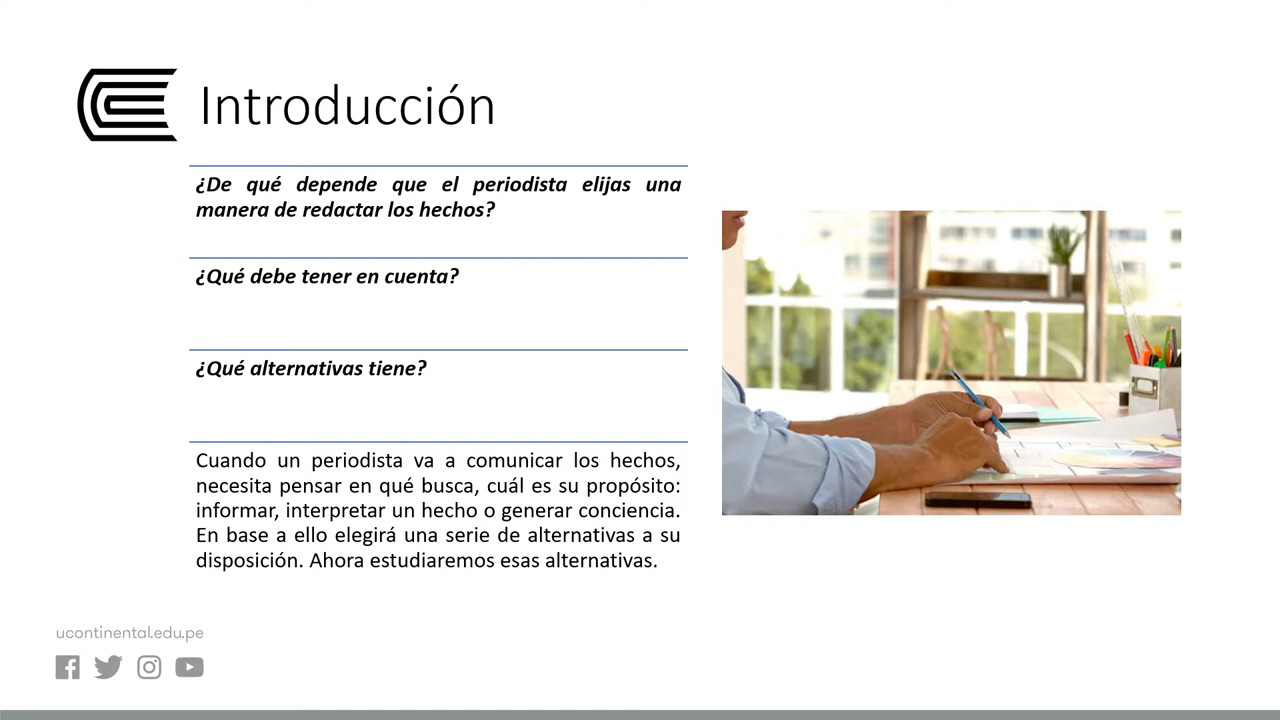 Introducción
¿De qué depende que el periodista elijas una
manera de redactar los hechos?
¿Qué debe tener en cuenta?
¿Qué alternativas tiene?
Cuando un periodista va a comunicar los hechos,
necesita pensar en qué busca, cuál es su propósito:
informar, interpretar un hecho o generar conciencia.
En base a ello elegirá una serie de alternativas a su
disposición. Ahora estudiaremos esas alternativas.
ucontinental.edu.pe